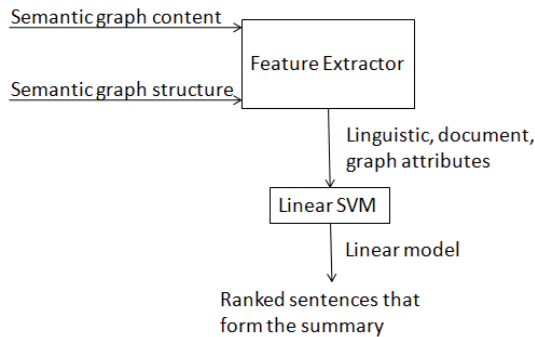 Semantic graph content
Feature Extractor
Semantic graph structure
Linguistic, document,
graph attributes
Linear SVM
Linear model
Ranked sentences that
form the summary